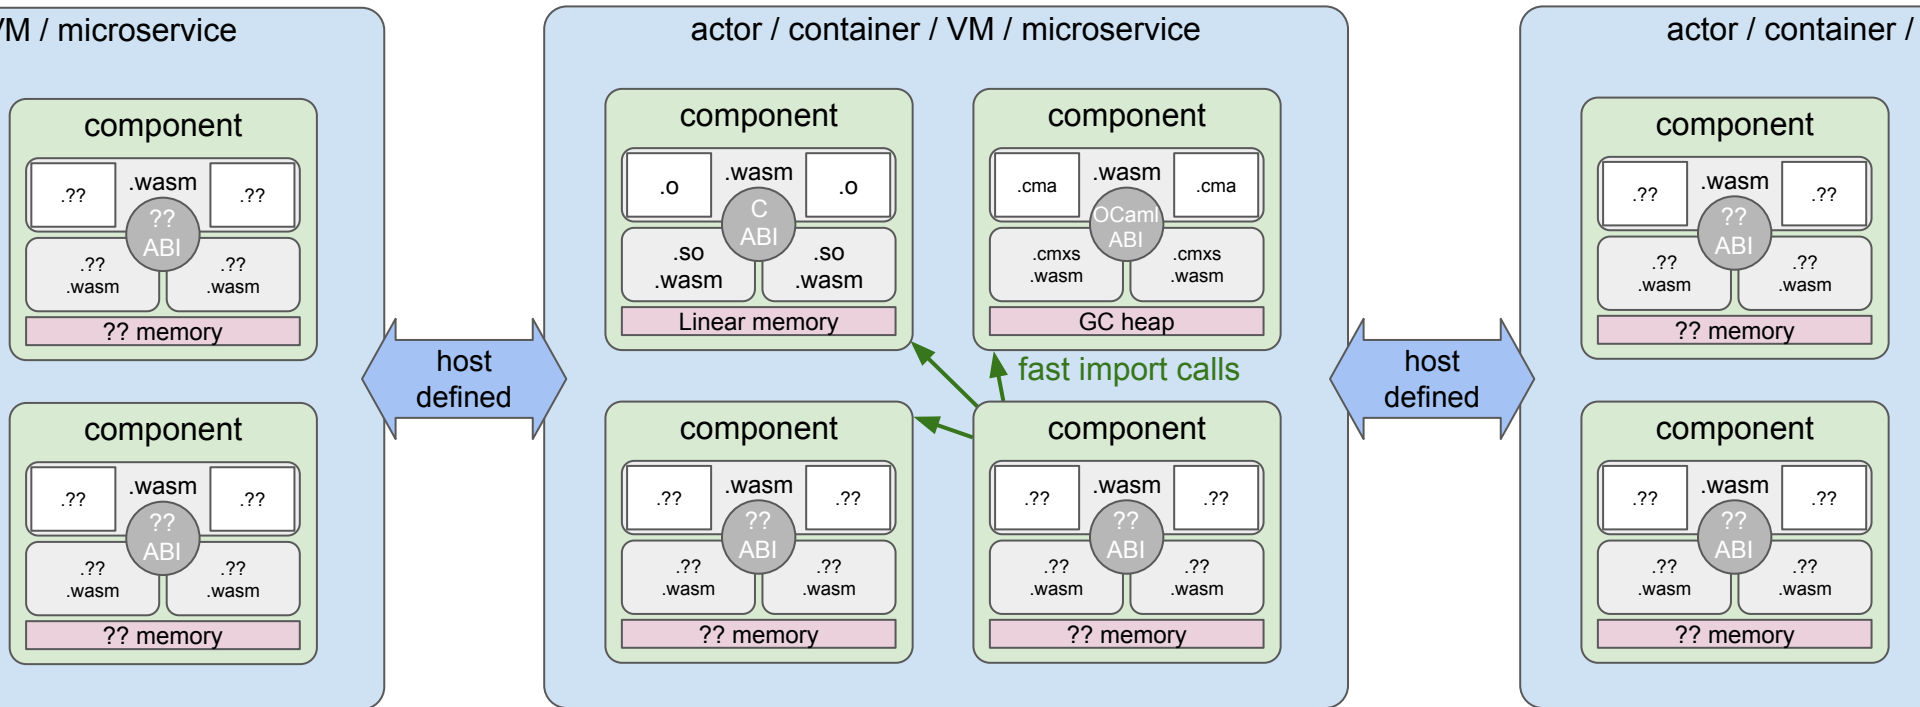 VM / microservice
component
.??
.wasm
.??
??
ABI
.??
.wasm
.??
.wasm
?? memory
component
.??
.wasm
.??
??
ABI
.??
.wasm
.??
.wasm
?? memory
host
defined
actor / container / VM / microservice
component
.o
.wasm
.o
C
ABI
.so
.wasm
.so
.wasm
Linear memory
component
.cma
.wasm
.cma
OCaml
ABI
.cmxs
.wasm
.cmxs
.wasm
GC heap
fast import calls
component
.??
.wasm
.??
??
ABI
.??
.wasm
.??
.wasm
?? memory
component
.??
.wasm
.??
??
ABI
.??
.wasm
.??
.wasm
?? memory
host
defined
actor / container /
component
.??
.wasm
.??
??
ABI
.??
.wasm
.??
.wasm
?? memory
component
.??
.wasm
.??
??
ABI
.??
.wasm
.??
.wasm
?? memory